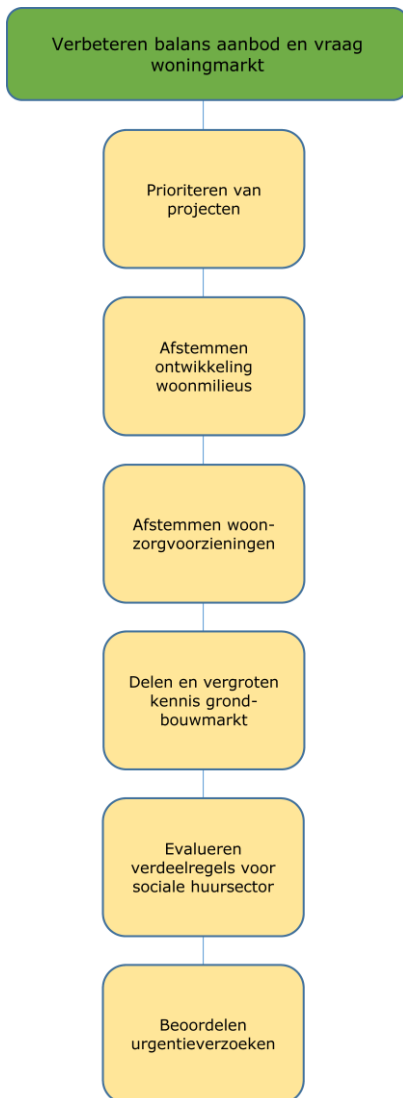 Verbeteren balans aanbod en vraag
woningmarkt
Prioriteren van
projecten
Afstemmen
ontwikkeling
woonmilieus
Afstemmen woon-
zorgvoorzieningen
Delen en vergroten
kennis grond-
bouwmarkt
Evalueren
verdeelregels voor
sociale huursector
Beoordelen
urgentieverzoeken